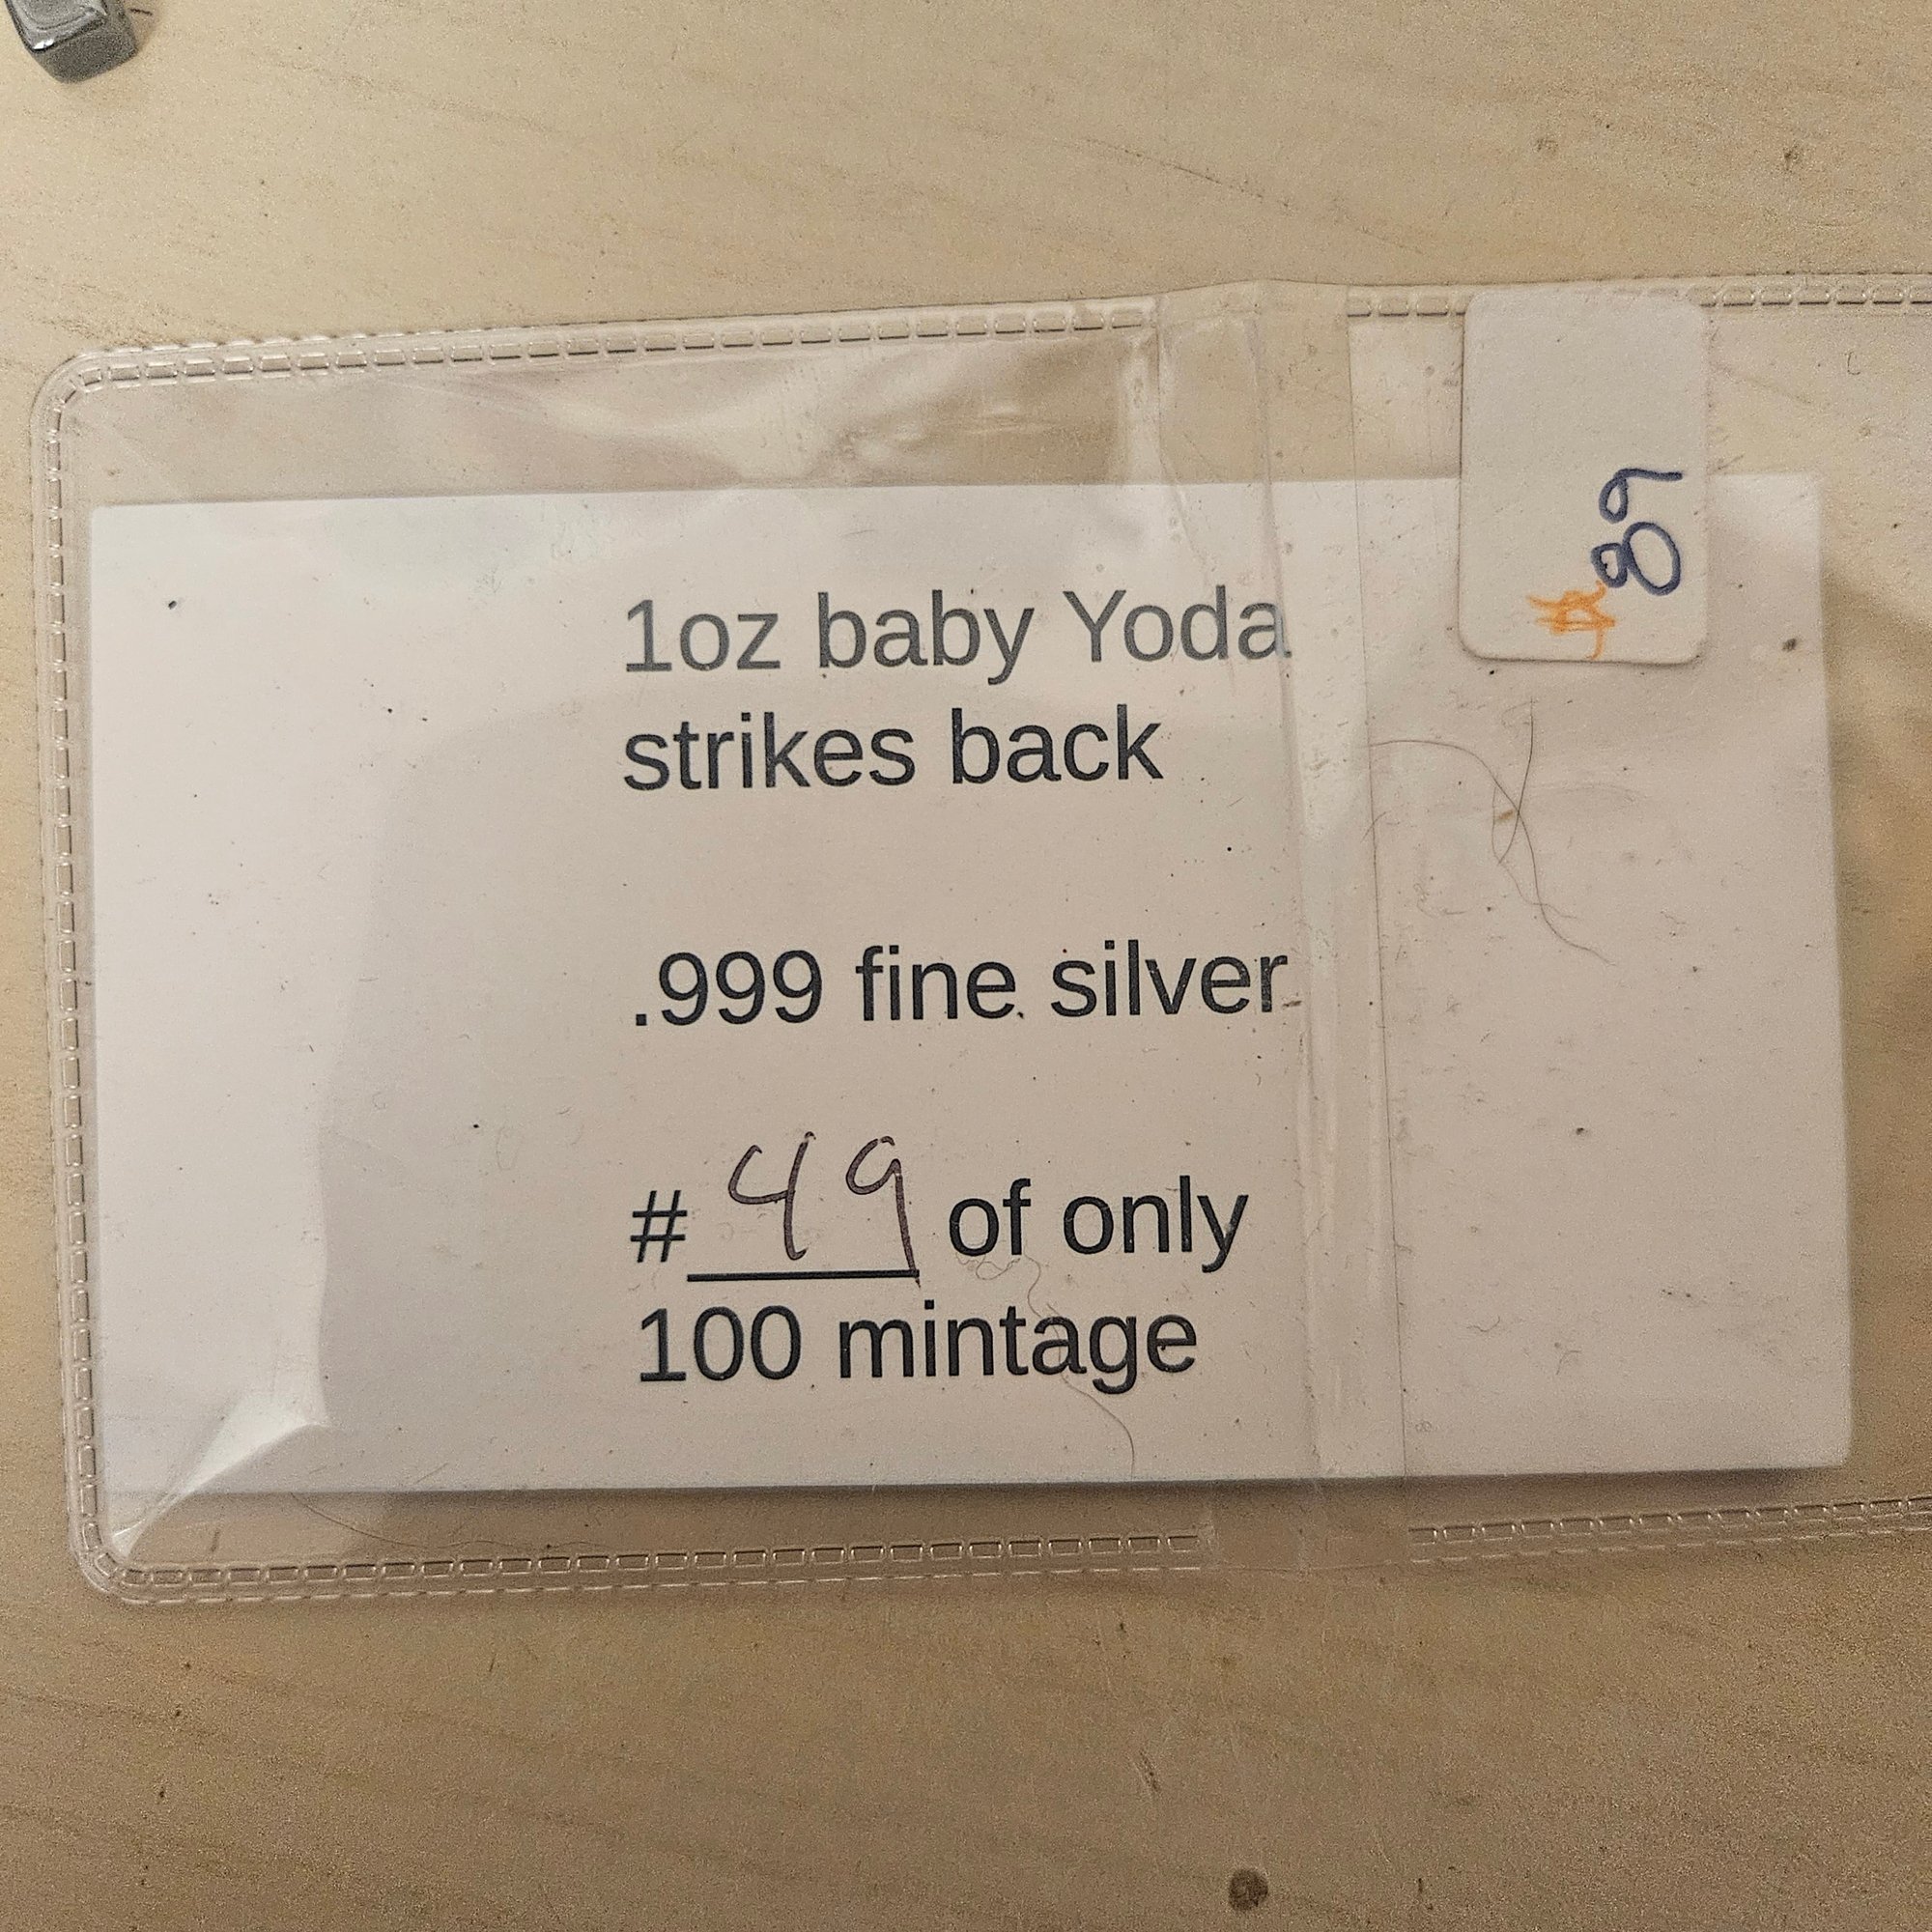 1oz baby Yoda
strikes back
.999 fine silver
#49 of only
100 mintage
$89